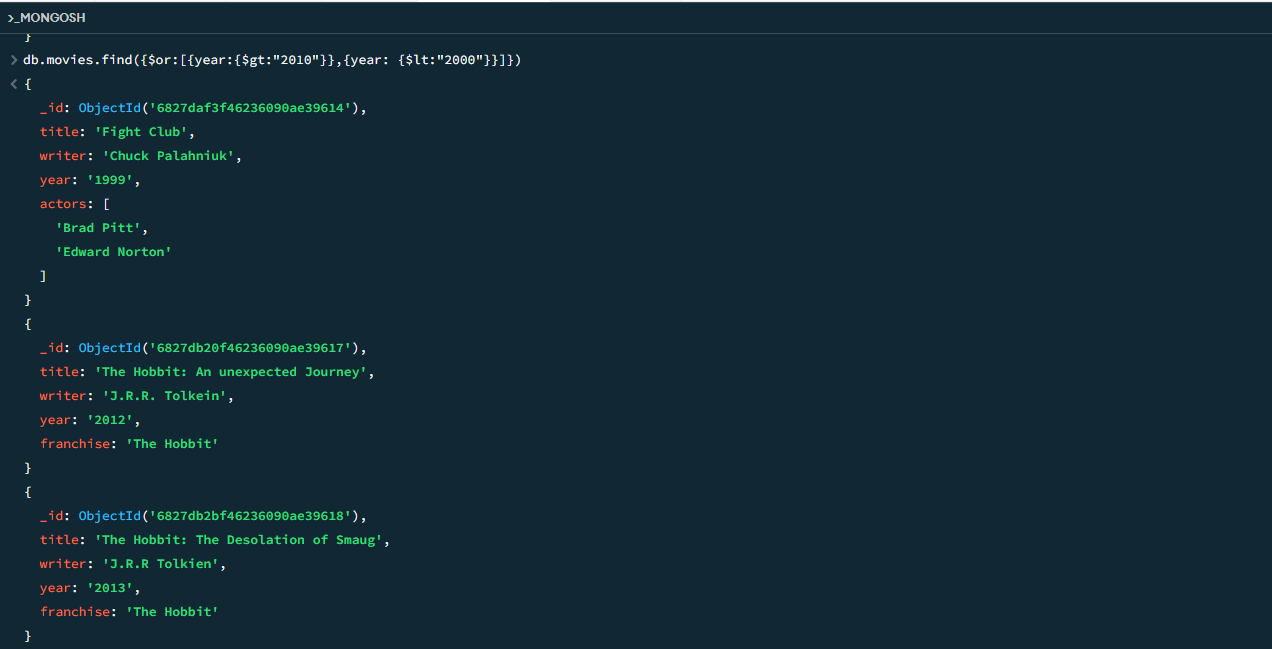 >_MONGOSH
}
> db.movies.find({$or:[{year:{$gt:"2010"}},{year: {$lt:"2000"}}]})
< {
_id: ObjectId('6827daf3f46236090ae39614'),
title: 'Fight Club',
writer: 'Chuck Palahniuk',
year: '1999',
actors: [
'Brad Pitt',
'Edward Norton'
]
}
{
_id: ObjectId('6827db20f46236090ae39617'),
title: 'The Hobbit: An unexpected Journey',
writer: 'J.R.R. Tolkein',
year: '2012',
franchise: 'The Hobbit'
}
{
_id: ObjectId('6827db2bf46236090ae39618'),
title: 'The Hobbit: The Desolation of Smaug',
writer: 'J.R.R Tolkien',
year: '2013',
franchise: 'The Hobbit'
}